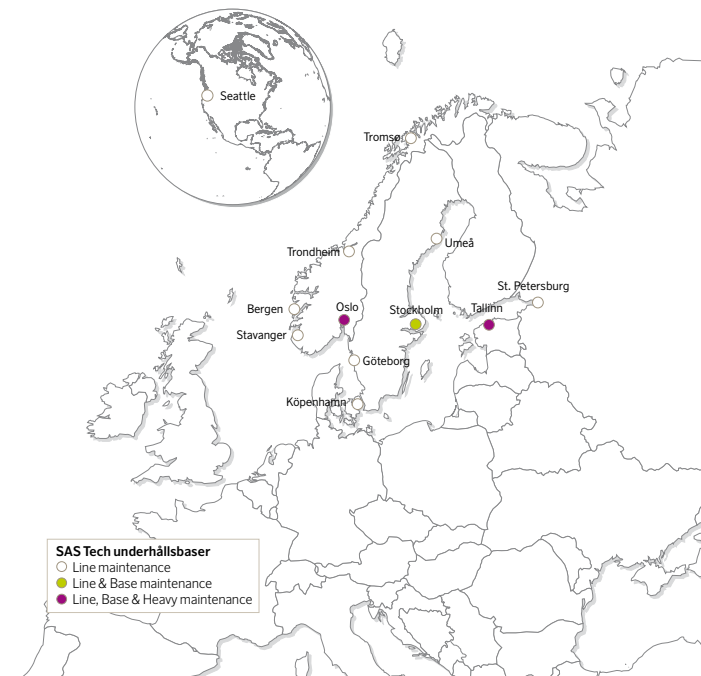 Seattle
Tromsø
Umeå
Trondheim
St. Petersburg
Bergen
Oslo
Stockholm
Tallinn
Stavanger
Göteborg
Köpenhamn
SAS Tech underhållsbaser
Line maintenance
Line & Base maintenance
Line, Base & Heavy maintenance